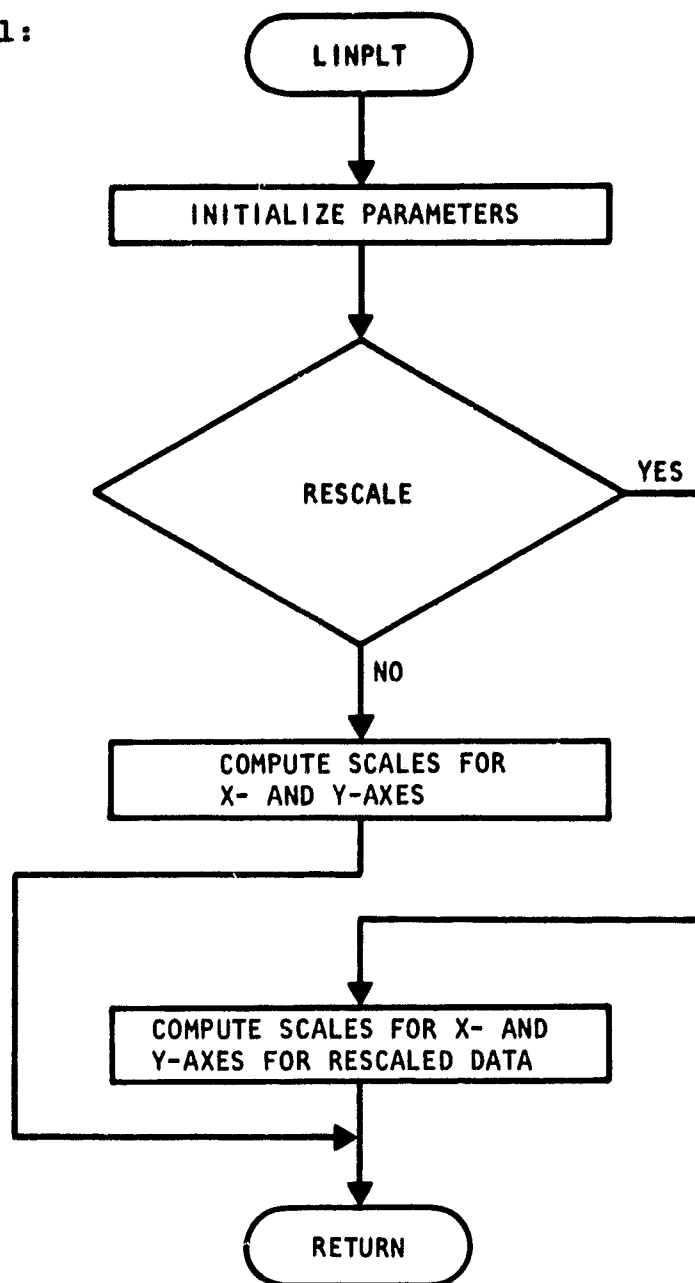 1:
LINPLT
INITIALIZE PARAMETERS
RESCALE
YES
NO
COMPUTE SCALES FOR
X- AND Y-AXES
COMPUTE SCALES FOR X- AND
Y-AXES FOR RESCALED DATA
RETURN